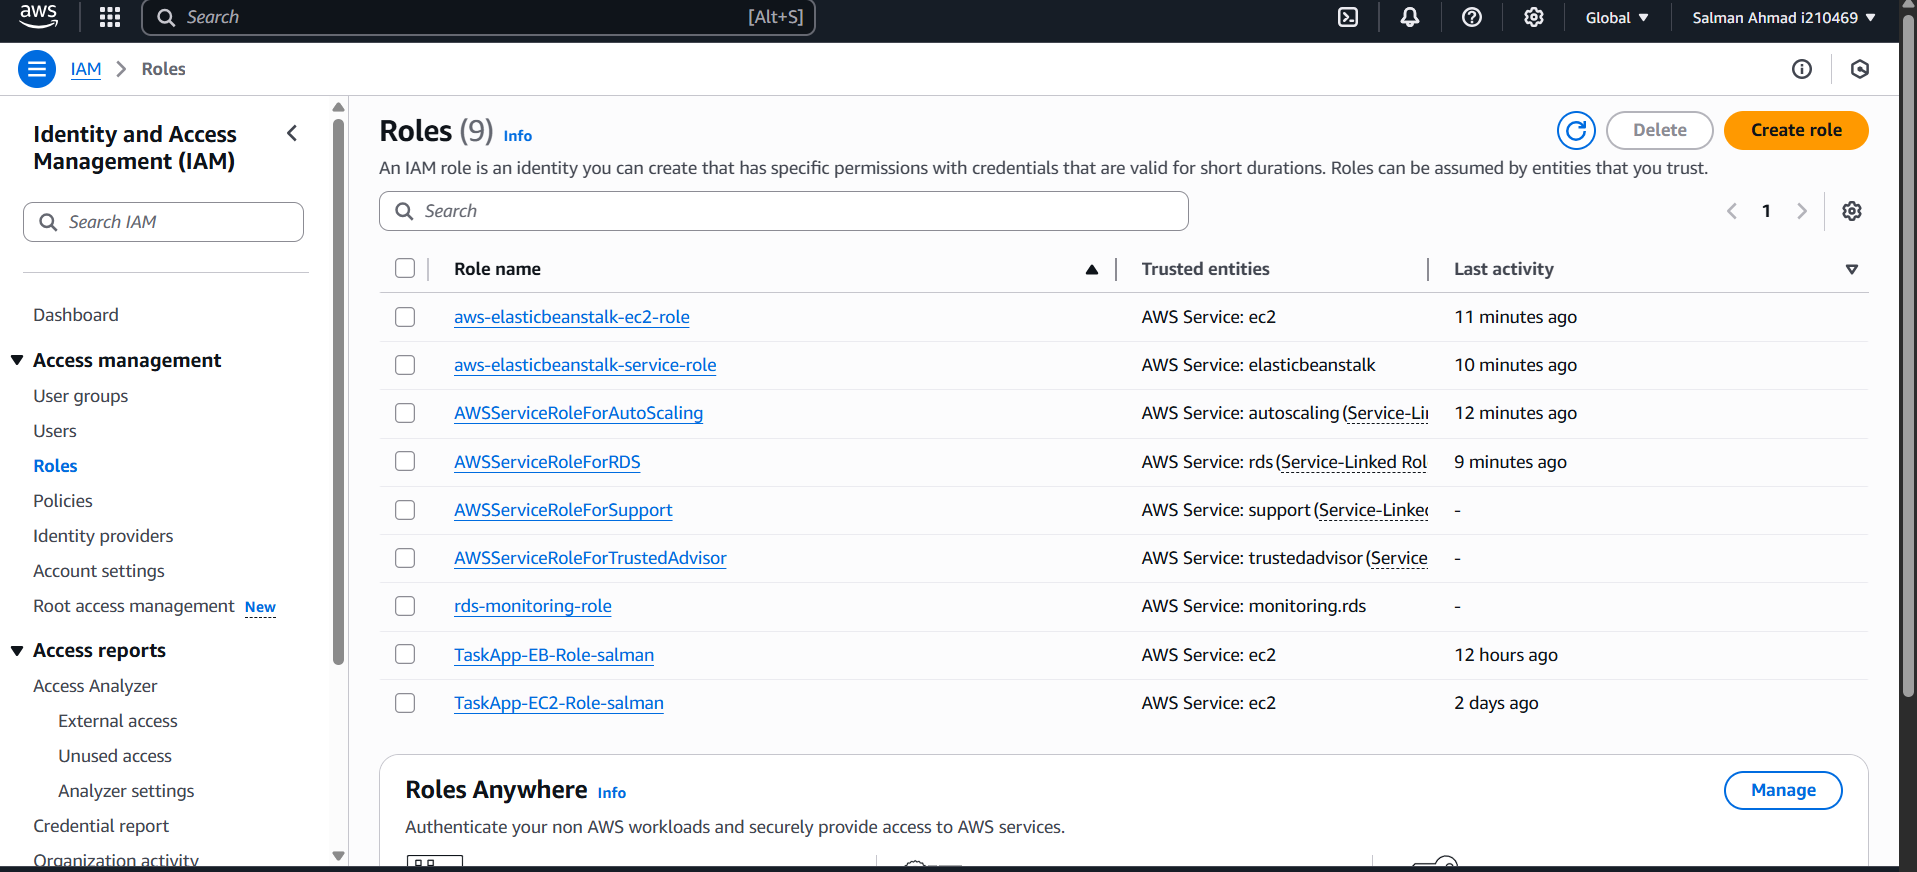 aws
Search
[Alt+S]
Global
Salman Ahmad i210469
IAM
Roles
Identity and Access
Management (IAM)
Search IAM
Dashboard
Access management
User groups
Users
Roles
Policies
Identity providers
Account settings
Root access management New
Access reports
Access Analyzer
External access
Unused access
Analyzer settings
Credential report
Organization activity
Roles (9) Info
Delete
Create role
An IAM role is an identity you can create that has specific permissions with credentials that are valid for short durations. Roles can be assumed by entities that you trust.
Search
1
Role name Trusted entities Last activity
aws-elasticbeanstalk-ec2-role AWS Service: ec2 11 minutes ago
aws-elasticbeanstalk-service-role AWS Service: elasticbeanstalk 10 minutes ago
AWSServiceRoleForAutoScaling AWS Service: autoscaling (Service-Li 12 minutes ago
AWSServiceRoleForRDS AWS Service: rds (Service-Linked Rol 9 minutes ago
AWSServiceRoleForSupport AWS Service: support (Service-Linked -
AWSServiceRoleForTrustedAdvisor AWS Service: trustedadvisor (Service -
rds-monitoring-role AWS Service: monitoring.rds -
TaskApp-EB-Role-salman AWS Service: ec2 12 hours ago
TaskApp-EC2-Role-salman AWS Service: ec2 2 days ago
Roles Anywhere Info
Manage
Authenticate your non AWS workloads and securely provide access to AWS services.